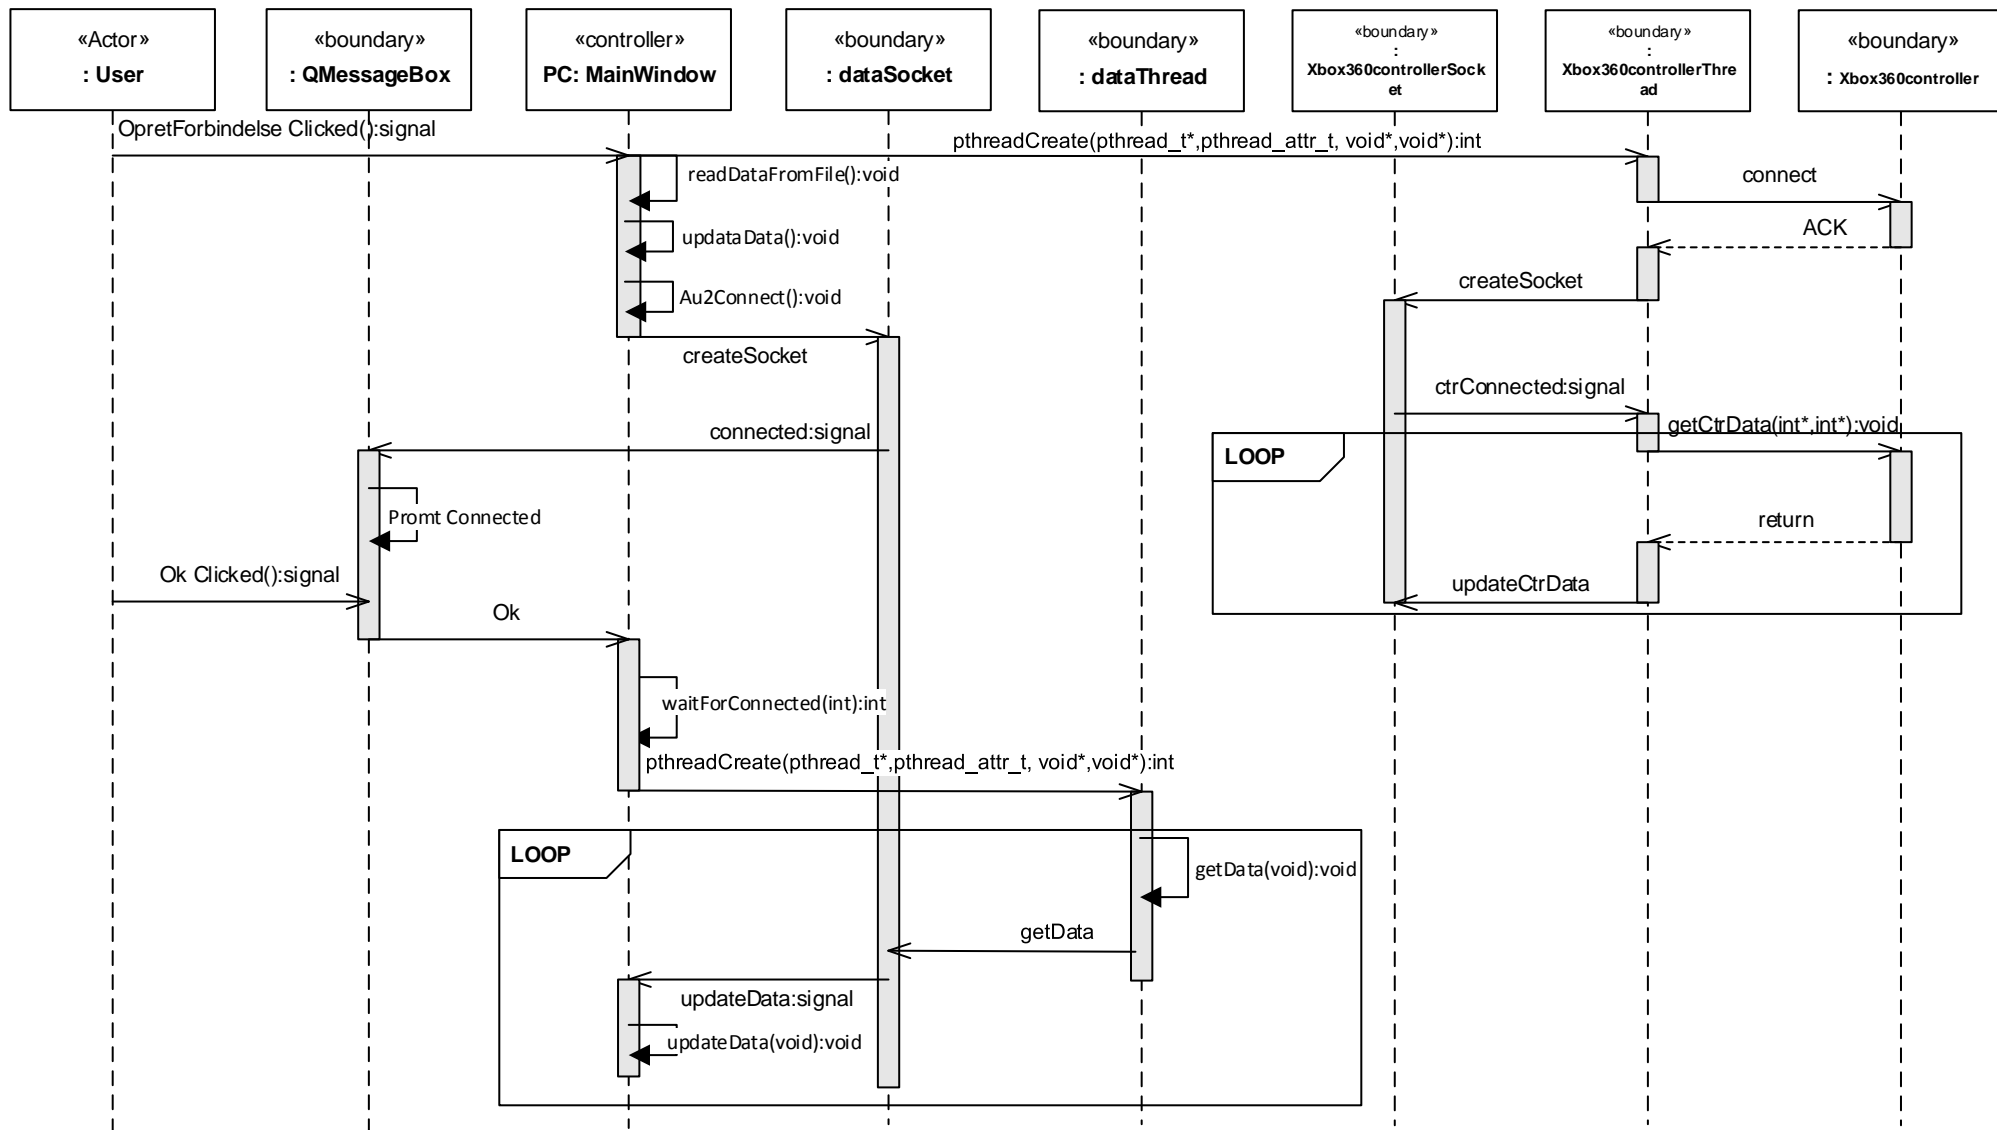 «Actor»
: User
«boundary»
: QMessageBox
«controller»
PC: MainWindow
«boundary»
: dataSocket
«boundary»
: dataThread
«boundary»
:
Xbox360controllerSock
et
«boundary»
:
Xbox360controllerThre
ad
«boundary»
: Xbox360controller
OpretForbindelse Clicked():signal
pthreadCreate(pthread_t*,pthread_attr_t, void*,void*):int
readDataFromFile():void
connect
updataData():void
ACK
Au2Connect():void
createSocket
createSocket
ctrConnected:signal
getCtrData(int*,int*):void
connected:signal
LOOP
Promt Connected
return
Ok Clicked():signal
updateCtrData
Ok
waitForConnected(int):int
pthreadCreate(pthread_t*,pthread_attr_t, void*,void*):int
LOOP
getData(void):void
getData
updateData:signal
updateData(void):void